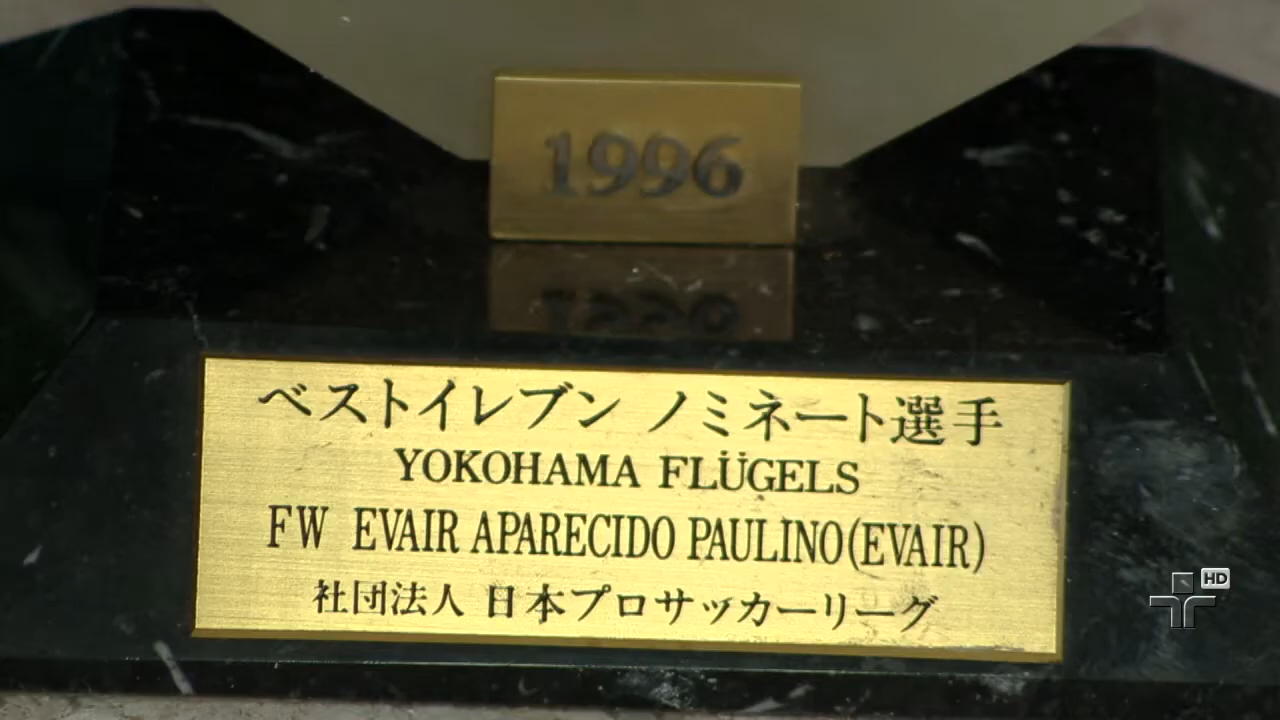 1996
ベストイレブン ノミネート選手
YOKOHAMA FLÜGELS
FW EVAIR APARECIDO PAULINO(EVAIR)
社団法人 日本プロサッカーリーグ
HD